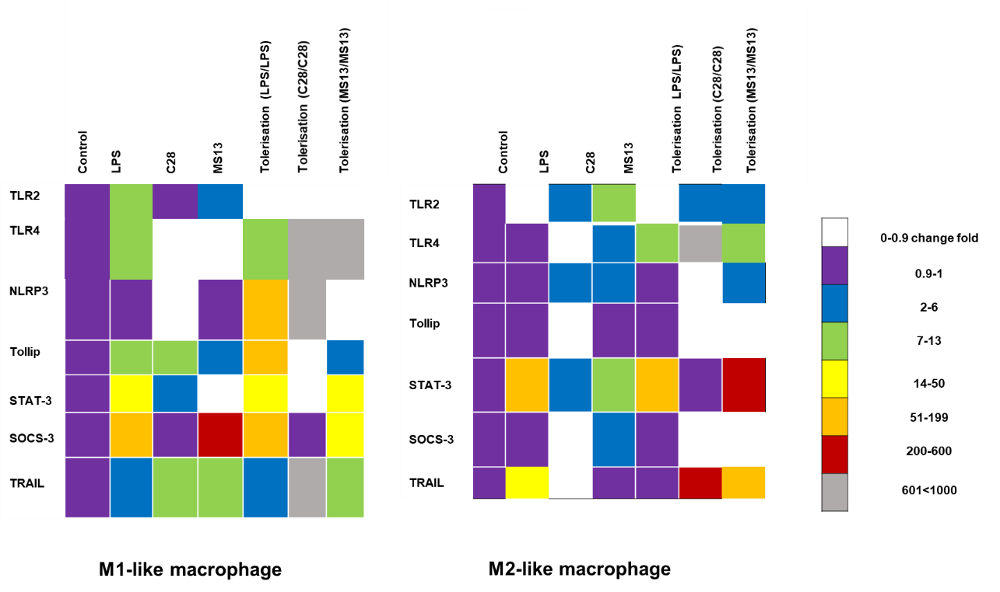 Control
LPS
C28
MS13
Tolerisation (LPS/LPS)
Tolerisation (C28/C28)
Tolerisation (MS13/MS13)
TLR2
TLR4
NLRP3
Tollip
STAT-3
SOCS-3
TRAIL
M1-like macrophage
Control
LPS
C28
MS13
Tolerisation LPS/LPS)
Tolerisation (C28/C28)
Tolerisation (MS13/MS13)
TLR2
TLR4
NLRP3
Tollip
STAT-3
SOCS-3
TRAIL
M2-like macrophage
0-0.9 change fold
0.9-1
2-6
7-13
14-50
51-199
200-600
601<1000